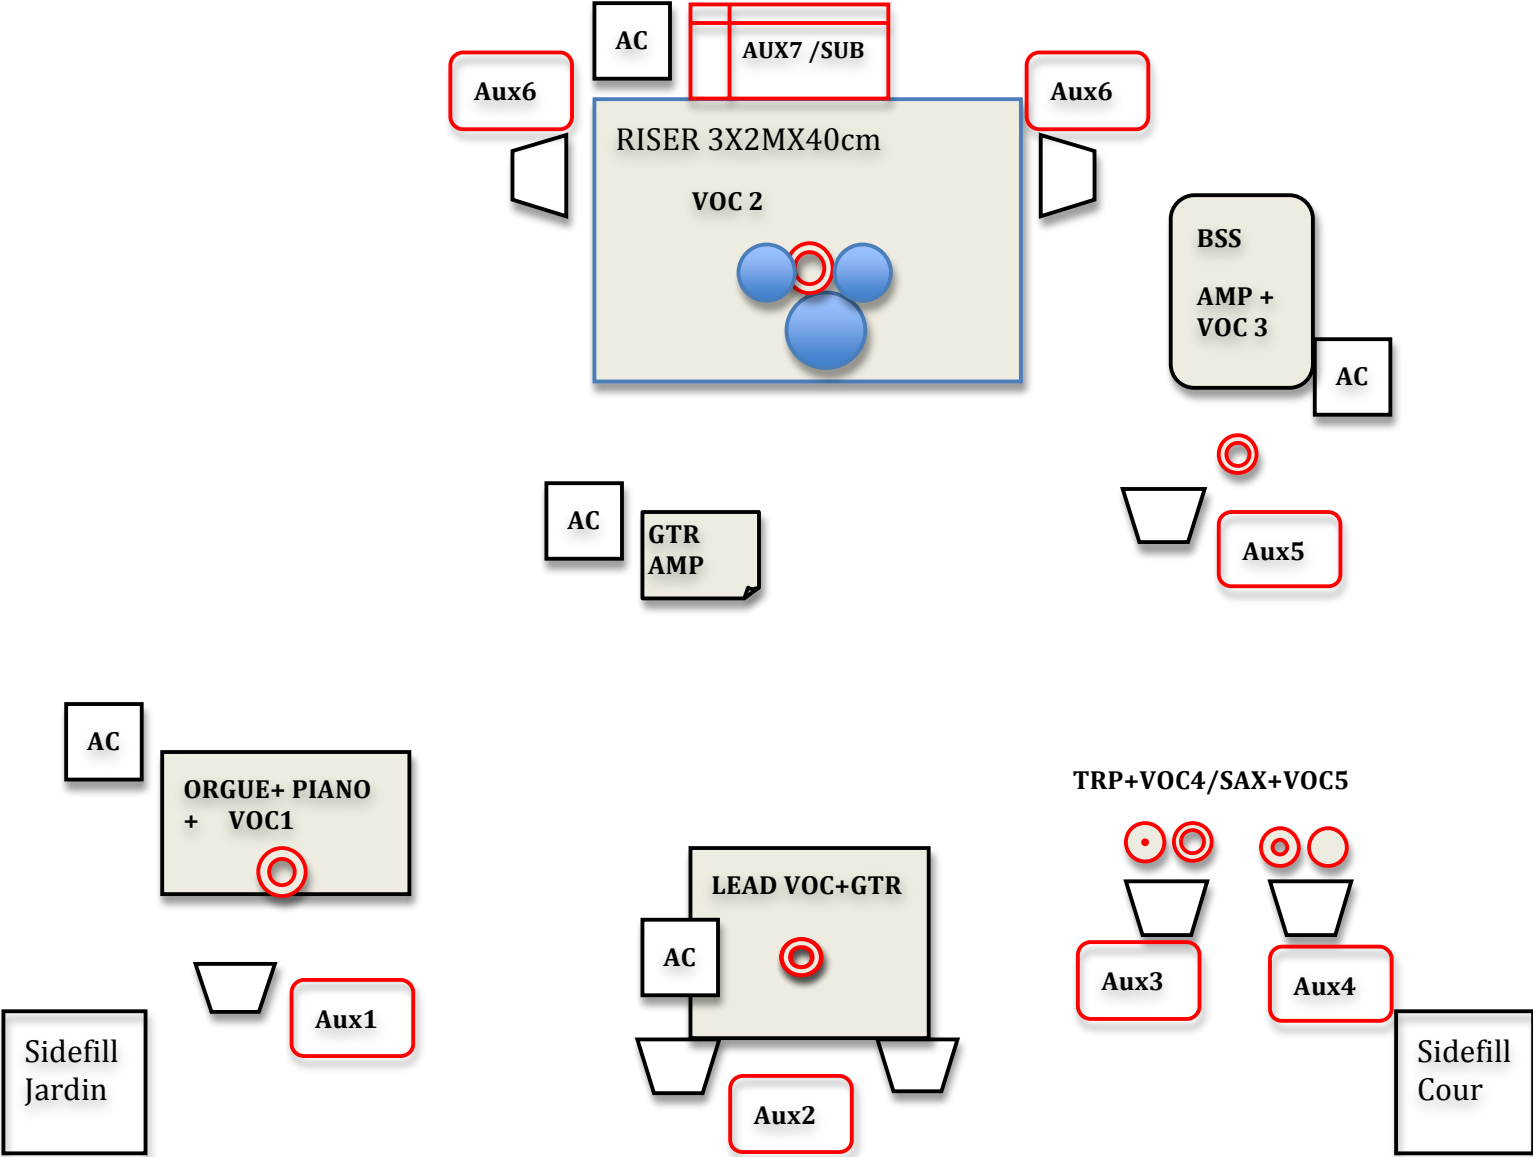 AC
AUX7 /SUB
Aux6
Aux6
RISER 3X2MX40cm
VOC 2
BSS
AMP +
VOC 3
AC
AC
GTR
AMP
Aux5
AC
ORGUE+ PIANO
+ VOC1
TRP+VOC4/SAX+VOC5
LEAD VOC+GTR
AC
Aux3
Aux4
Aux1
Sidefill
Jardin
Sidefill
Cour
Aux2